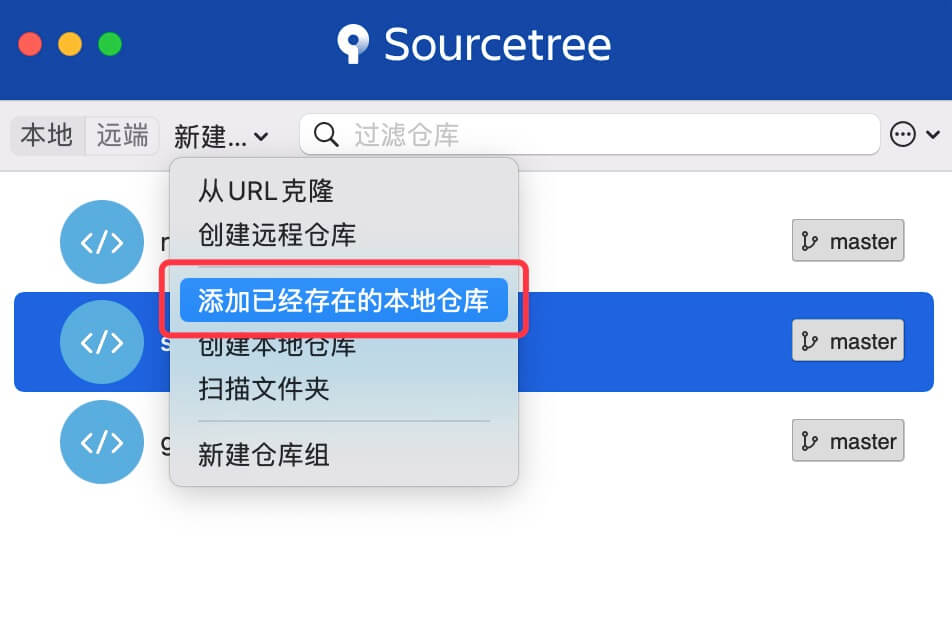 Sourcetree
本地 远端 新建... 过滤仓库
从URL克隆
创建远程仓库
master
添加已经存在的本地仓库
创建本地仓库
master
扫描文件夹
新建仓库组
master